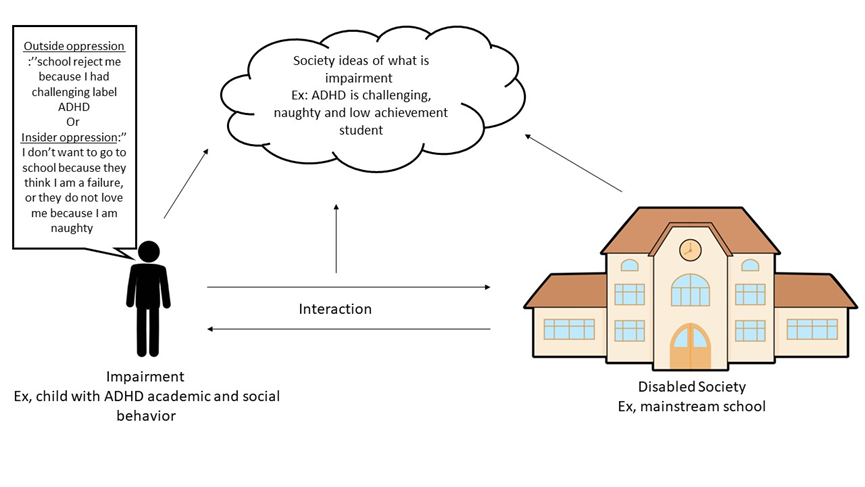 Outside oppression
:’’school reject me
because I had
challenging label
ADHD
Or
Insider oppression:’’
I don’t want to go to
school because they
think I am a failure,
or they do not love
me because I am
naughty
Society ideas of what is
impairment
Ex: ADHD is challenging,
naughty and low achievement
student
Interaction
Impairment
Ex, child with ADHD academic and social
behavior
Disabled Society
Ex, mainstream school